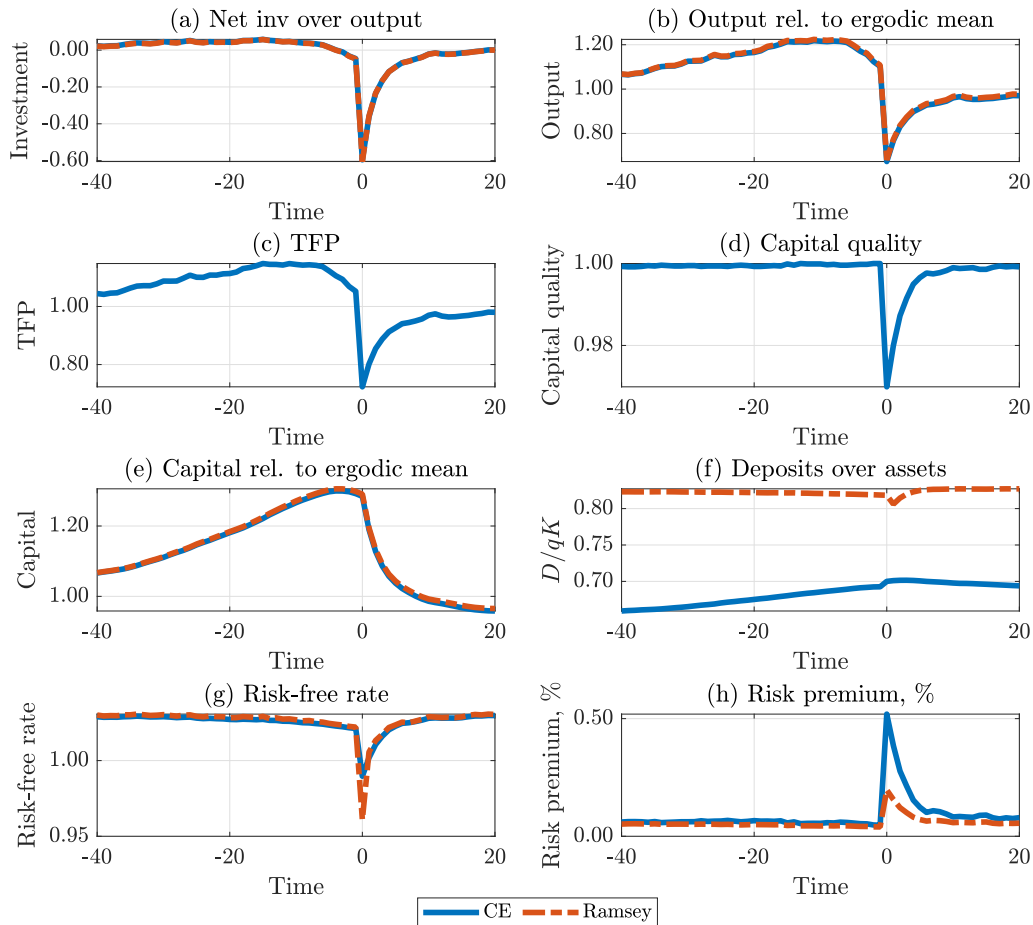 (a) Net inv over output
Investment
0.00
-0.20
-0.40
-0.60
-40 -20 0 20
Time
(b) Output rel. to ergodic mean
Output
1.20
1.00
0.80
-40 -20 0 20
Time
(c) TFP
TFP
1.00
0.80
-40 -20 0 20
Time
(d) Capital quality
Capital quality
1.00
0.98
-40 -20 0 20
Time
(e) Capital rel. to ergodic mean
Capital
1.20
1.00
-40 -20 0 20
Time
(f) Deposits over assets
D/qK
0.80
0.75
0.70
-40 -20 0 20
Time
(g) Risk-free rate
Risk-free rate
1.00
0.95
-40 -20 0 20
Time
(h) Risk premium, %
Risk premium, %
0.50
0.00
-40 -20 0 20
Time
CE Ramsey